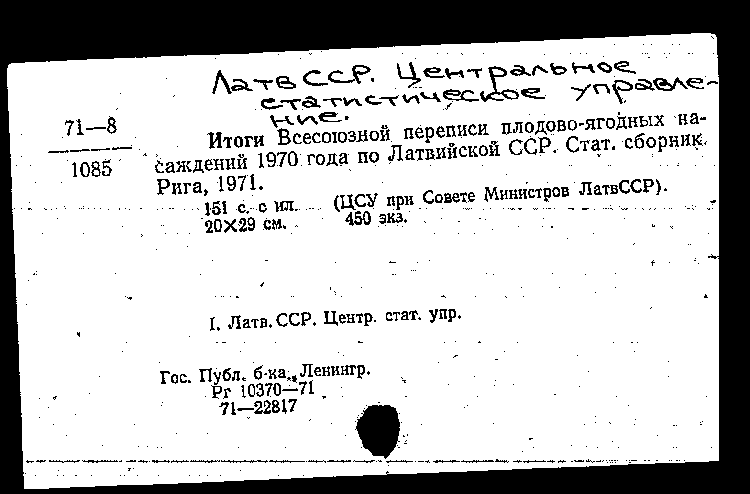 Латв ССР. Центральное
статистическое управле-
ние.
71—8
1085
Итоги Всесоюзной переписи плодово-ягодных на-
саждений 1970 года по Латвийской ССР. Стат. сборник.
Рига, 1971.
151 с. с ил. (ЦСУ при Совете Министров ЛатвССР).
20×29 см. 450 экз.
I. Латв. ССР. Центр. стат. упр.
Гос. Публ. б-ка, Ленингр.
Рг 10370—71
71—22817